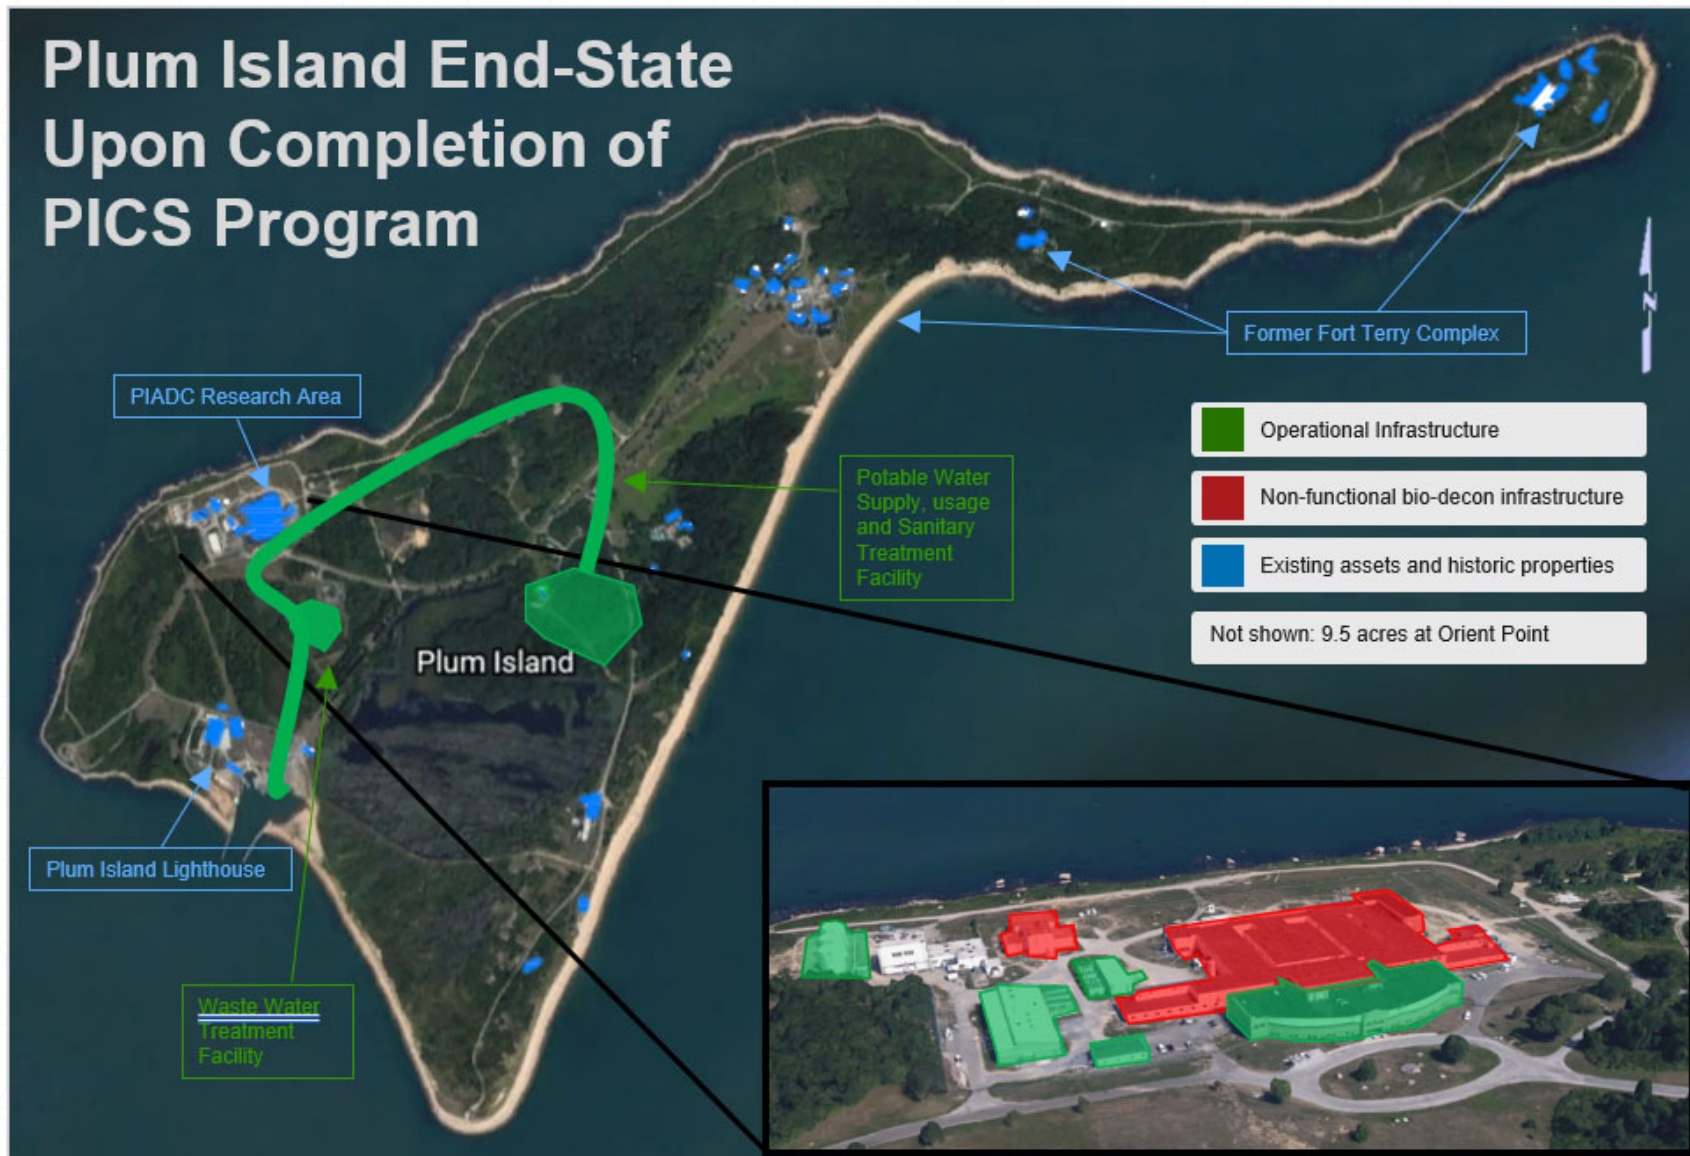 Plum Island End-State
Upon Completion of
PICS Program
N
Former Fort Terry Complex
PIADC Research Area
Operational Infrastructure
Non-functional bio-decon infrastructure
Existing assets and historic properties
Not shown: 9.5 acres at Orient Point
Potable Water
Supply, usage
and Sanitary
Treatment
Facility
Plum Island
Plum Island Lighthouse
Waste Water
Treatment
Facility